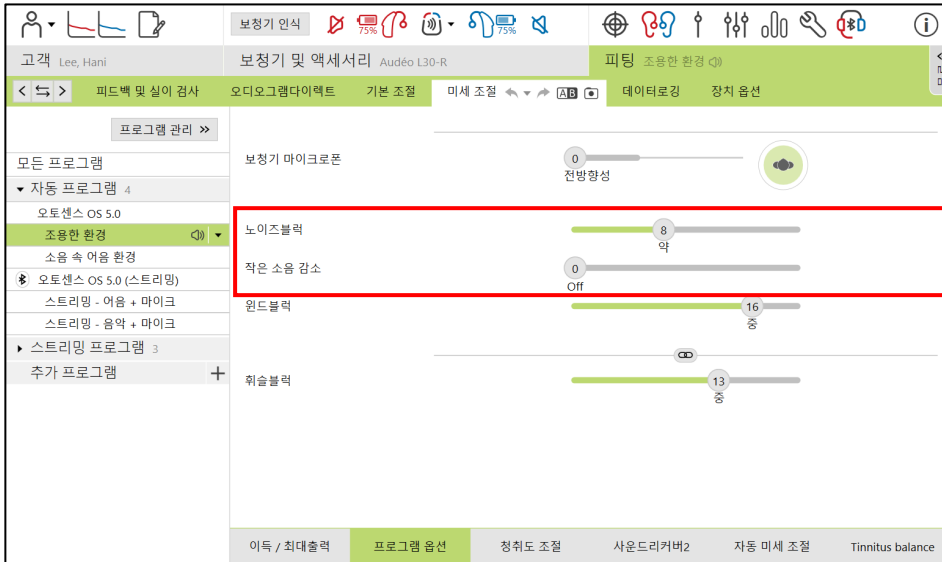 보청기 인식 75% 75%
고객 Lee, Hani 보청기 및 액세서리 Audéo L30-R 피팅 조용한 환경
피드백 및 실이 검사 오디오그램다이렉트 기본 조절 미세 조절 AB 데이터로깅 장치 옵션
프로그램 관리
모든 프로그램
자동 프로그램 4
오토센스 OS 5.0
조용한 환경
소음 속 어음 환경
오토센스 OS 5.0 (스트리밍)
스트리밍 - 어음 + 마이크
스트리밍 - 음악 + 마이크
스트리밍 프로그램 3
추가 프로그램
보청기 마이크로폰 0
전방향성
노이즈블럭 8
약
작은 소음 감소 0
Off
윈드블럭 16
중
휘슬블럭 13
중
이득 / 최대출력 프로그램 옵션 청취도 조절 사운드리커버2 자동 미세 조절 Tinnitus balance